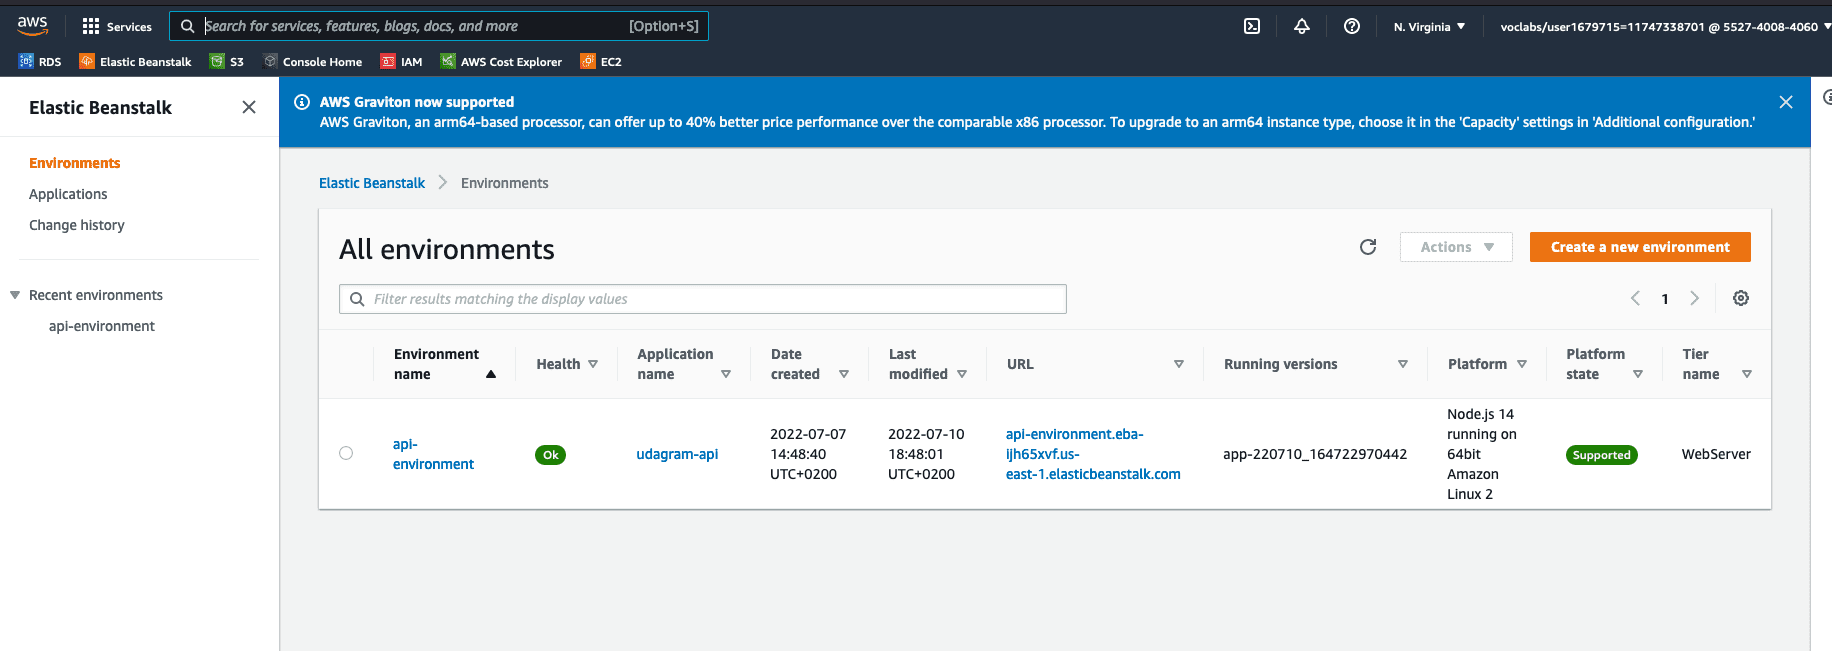 aws
Services
Search for services, features, blogs, docs, and more
[Option+S]
N. Virginia
voclabs/user1679715=11747338701 @ 5527-4008-4060
RDS
Elastic Beanstalk
S3
Console Home
IAM
AWS Cost Explorer
EC2
Elastic Beanstalk
Environments
Applications
Change history
Recent environments
api-environment
AWS Graviton now supported
AWS Graviton, an arm64-based processor, can offer up to 40% better price performance over the comparable x86 processor. To upgrade to an arm64 instance type, choose it in the 'Capacity' settings in 'Additional configuration.'
Elastic Beanstalk
Environments
All environments
Actions
Create a new environment
Filter results matching the display values
1
Environment
name
Health
Application
name
Date
created
Last
modified
URL
Running versions
Platform
Platform
state
Tier
name
api-
environment
Ok
udagram-api
2022-07-07
14:48:40
UTC+0200
2022-07-10
18:48:01
UTC+0200
api-environment.eba-
ijh65xvf.us-
east-1.elasticbeanstalk.com
app-220710_164722970442
Node.js 14
running on
64bit
Amazon
Linux 2
Supported
WebServer